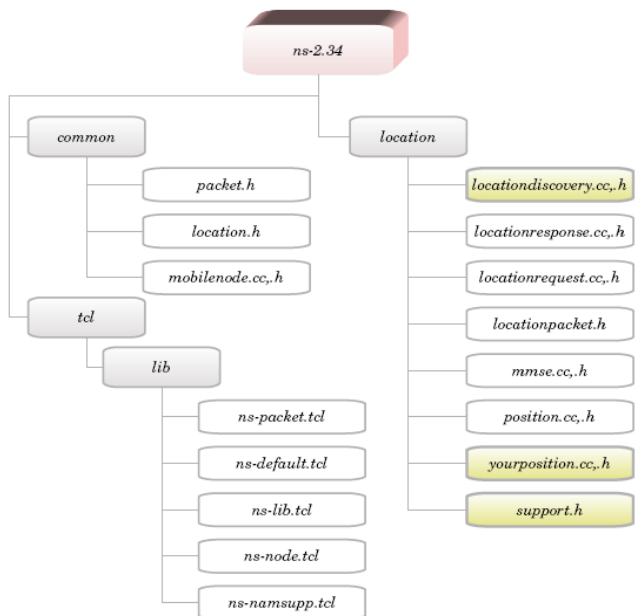 ns-2.34
common
packet.h
location.h
mobilenode.cc,.h
tcl
lib
ns-packet.tcl
ns-default.tcl
ns-lib.tcl
ns-node.tcl
ns-namsupp.tcl
location
locationdiscovery.cc,.h
locationresponse.cc,.h
locationrequest.cc,.h
locationpacket.h
mmse.cc,.h
position.cc,.h
yourposition.cc,.h
support.h